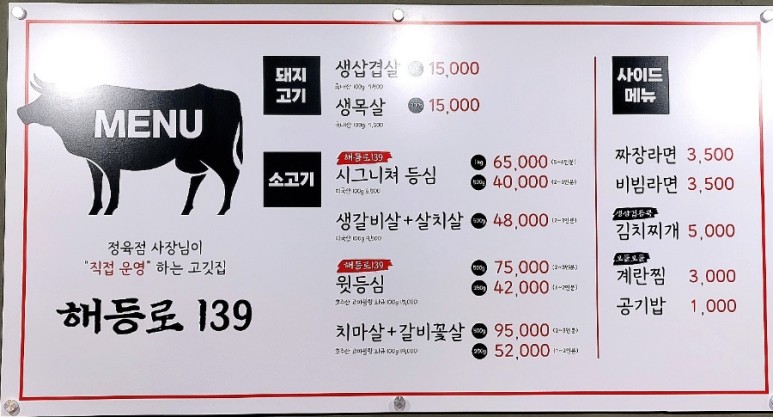 MENU
정육점 사장님이
"직접 운영" 하는 고깃집
해등로 139
돼지
고기
생삼겹살 15,000
생목살 15,000
소고기
해등로139
시그니쳐 등심
1kg 65,000
500g 40,000
생갈비살+살치살 48,000
해등로139
윗등심
75,000
42,000
치마살+갈비꽃살
95,000
52,000
사이드
메뉴
짜장라면 3,500
비빔라면 3,500
김치찌개 5,000
계란찜 3,000
공기밥 1,000